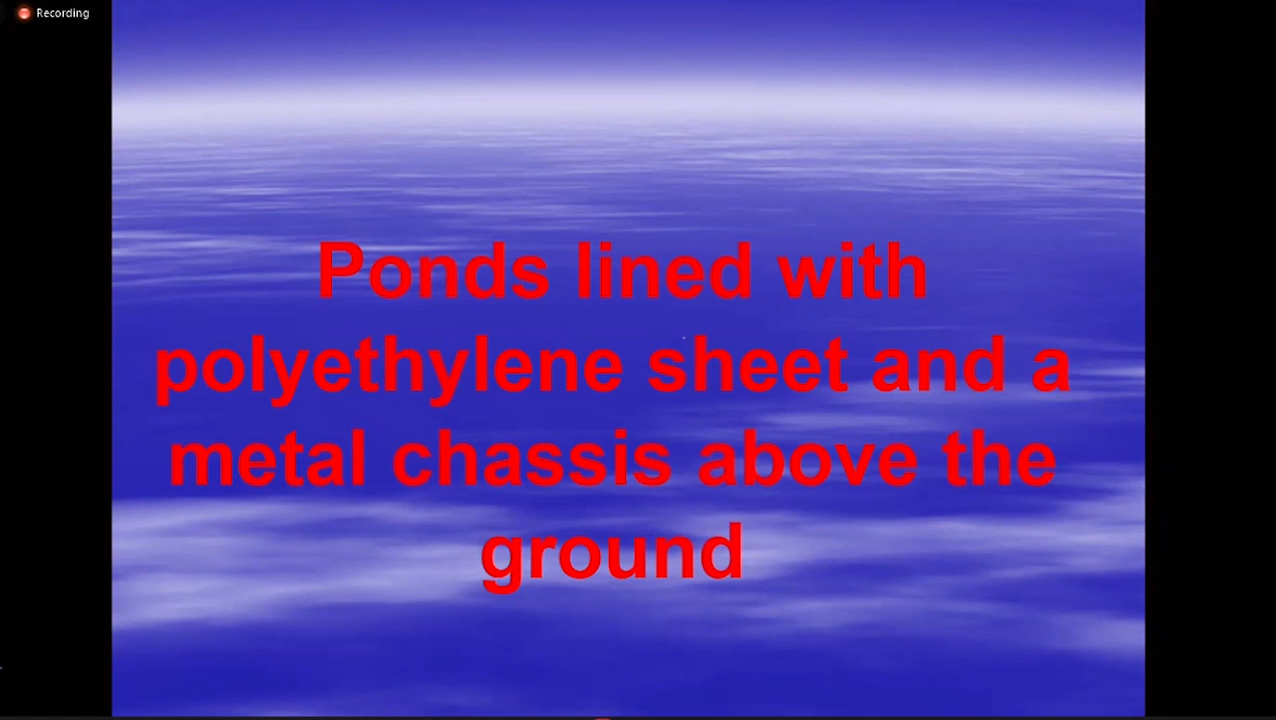 Recording
Ponds lined with
polyethylene sheet and a
metal chassis above the
ground